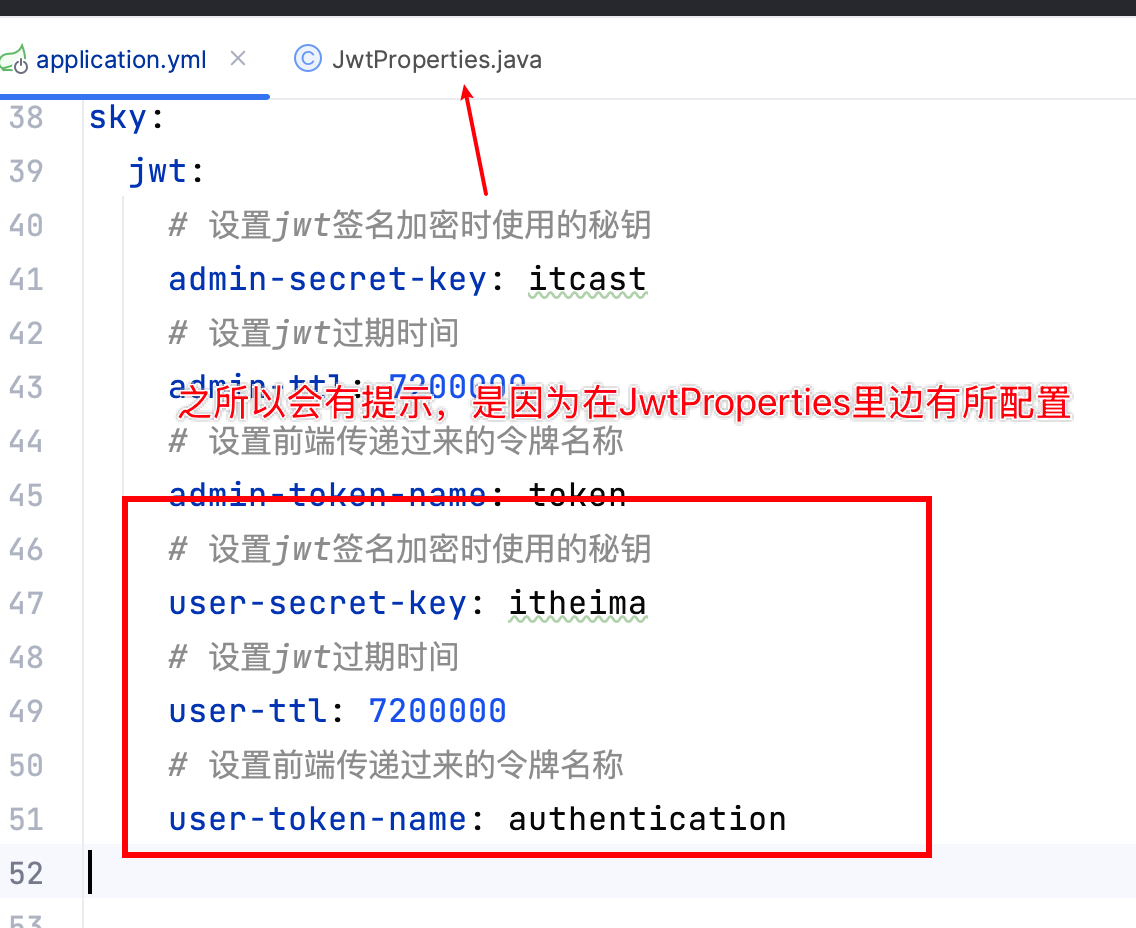 application.yml JwtProperties.java
38 sky:
39 jwt:
40 # 设置jwt签名加密时使用的秘钥
41 admin-secret-key: itcast
42 # 设置jwt过期时间
43 admin-ttl: 7200000
之所以会有提示，是因为在JwtProperties里边有所配置
44 # 设置前端传递过来的令牌名称
45 admin-token-name: token
46 # 设置jwt签名加密时使用的秘钥
47 user-secret-key: itheima
48 # 设置jwt过期时间
49 user-ttl: 7200000
50 # 设置前端传递过来的令牌名称
51 user-token-name: authentication
52
53